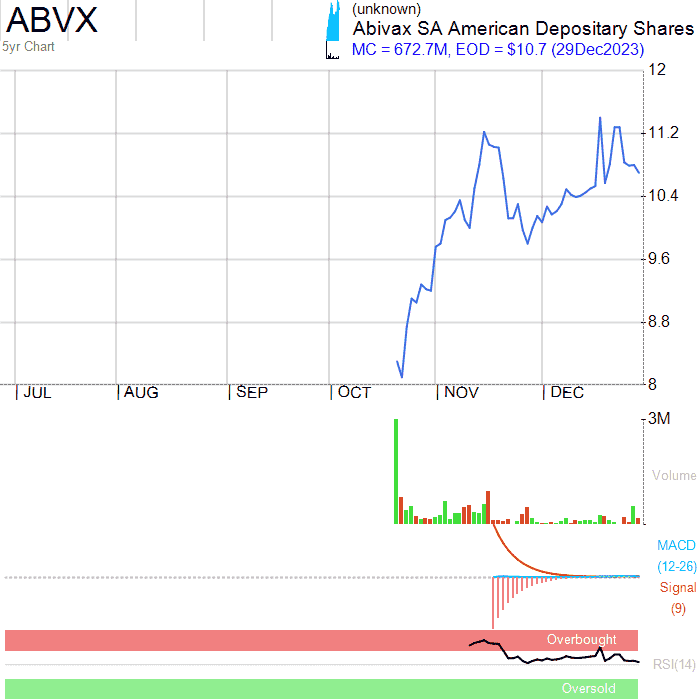 ABVX
5yr Chart
(unknown)
Abivax SA American Depositary Shares
MC = 672.7M, EOD = $10.7 (29Dec2023)
12
11.2
10.4
9.6
8.8
8
JUL AUG SEP OCT NOV DEC
3M
Volume
MACD
(12-26)
Signal
(9)
Overbought
RSI(14)
Oversold